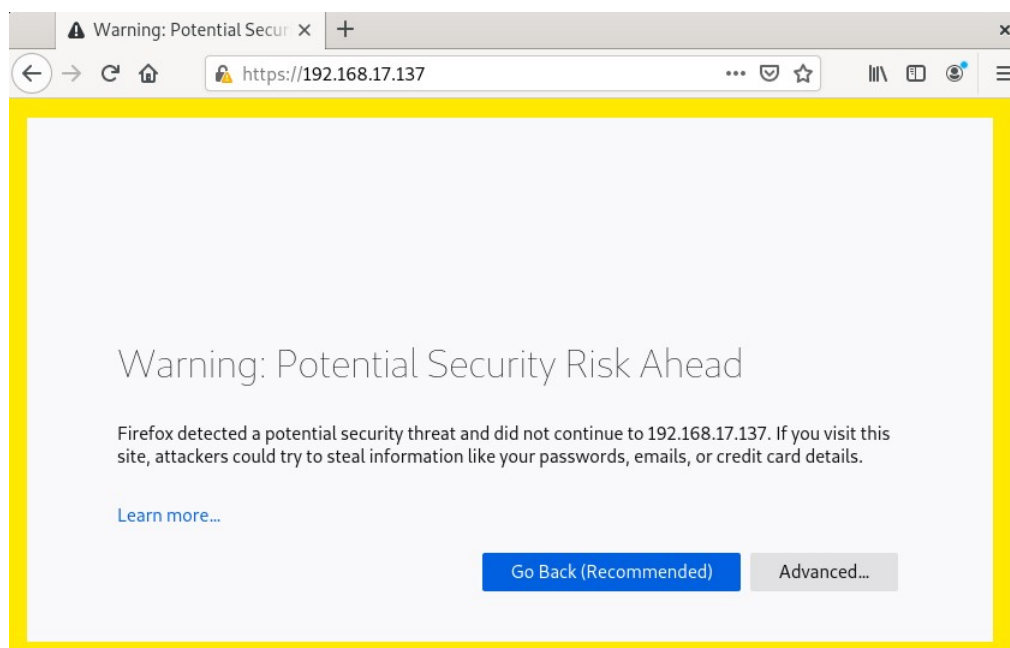 Warning: Potential Secur
https://192.168.17.137
Warning: Potential Security Risk Ahead
Firefox detected a potential security threat and did not continue to 192.168.17.137. If you visit this
site, attackers could try to steal information like your passwords, emails, or credit card details.
Learn more...
Go Back (Recommended) Advanced...